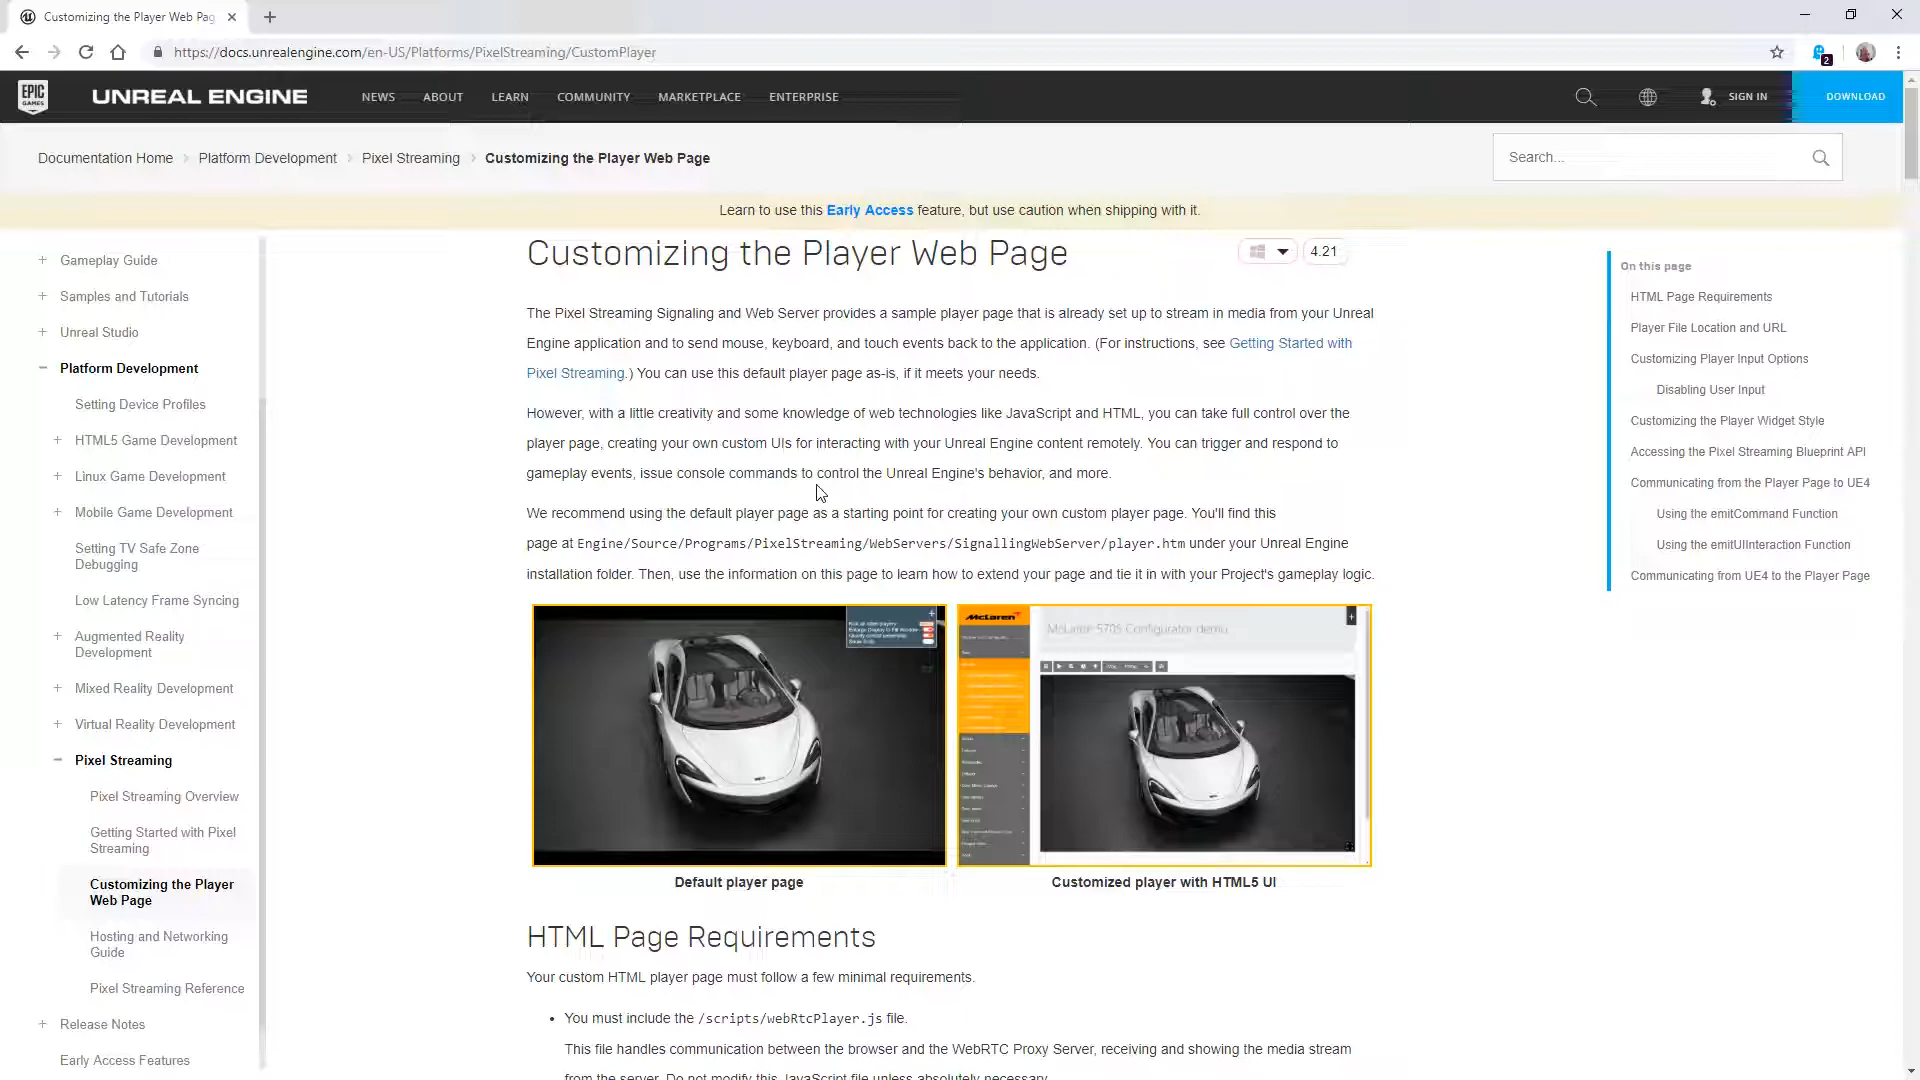 Customizing the Player Web Pag
https://docs.unrealengine.com/en-US/Platforms/PixelStreaming/CustomPlayer
2
EPIC GAMES
UNREAL ENGINE
NEWS
ABOUT
LEARN
COMMUNITY
MARKETPLACE
ENTERPRISE
SIGN IN
DOWNLOAD
Documentation Home
Platform Development
Pixel Streaming
Customizing the Player Web Page
Search...
Learn to use this Early Access feature, but use caution when shipping with it.
Gameplay Guide
Samples and Tutorials
Unreal Studio
Platform Development
Setting Device Profiles
HTML5 Game Development
Linux Game Development
Mobile Game Development
Setting TV Safe Zone
Debugging
Low Latency Frame Syncing
Augmented Reality
Development
Mixed Reality Development
Virtual Reality Development
Pixel Streaming
Pixel Streaming Overview
Getting Started with Pixel
Streaming
Customizing the Player
Web Page
Hosting and Networking
Guide
Pixel Streaming Reference
Release Notes
Early Access Features
Customizing the Player Web Page
4.21
The Pixel Streaming Signaling and Web Server provides a sample player page that is already set up to stream in media from your Unreal
Engine application and to send mouse, keyboard, and touch events back to the application. (For instructions, see Getting Started with
Pixel Streaming.) You can use this default player page as-is, if it meets your needs.
However, with a little creativity and some knowledge of web technologies like JavaScript and HTML, you can take full control over the
player page, creating your own custom UIs for interacting with your Unreal Engine content remotely. You can trigger and respond to
gameplay events, issue console commands to control the Unreal Engine's behavior, and more.
We recommend using the default player page as a starting point for creating your own custom player page. You'll find this
page at Engine/Source/Programs/PixelStreaming/WebServers/SignallingWebServer/player.htm under your Unreal Engine
installation folder. Then, use the information on this page to learn how to extend your page and tie it in with your Project's gameplay logic.
McLaren
McLaren 570S Configurator demo
Default player page
Customized player with HTML5 UI
HTML Page Requirements
Your custom HTML player page must follow a few minimal requirements.
• You must include the /scripts/webRtcPlayer.js file.
This file handles communication between the browser and the WebRTC Proxy Server, receiving and showing the media stream
from the server. Do not modify this JavaScript file unless absolutely necessary.
On this page
HTML Page Requirements
Player File Location and URL
Customizing Player Input Options
Disabling User Input
Customizing the Player Widget Style
Accessing the Pixel Streaming Blueprint API
Communicating from the Player Page to UE4
Using the emitCommand Function
Using the emitUIInteraction Function
Communicating from UE4 to the Player Page